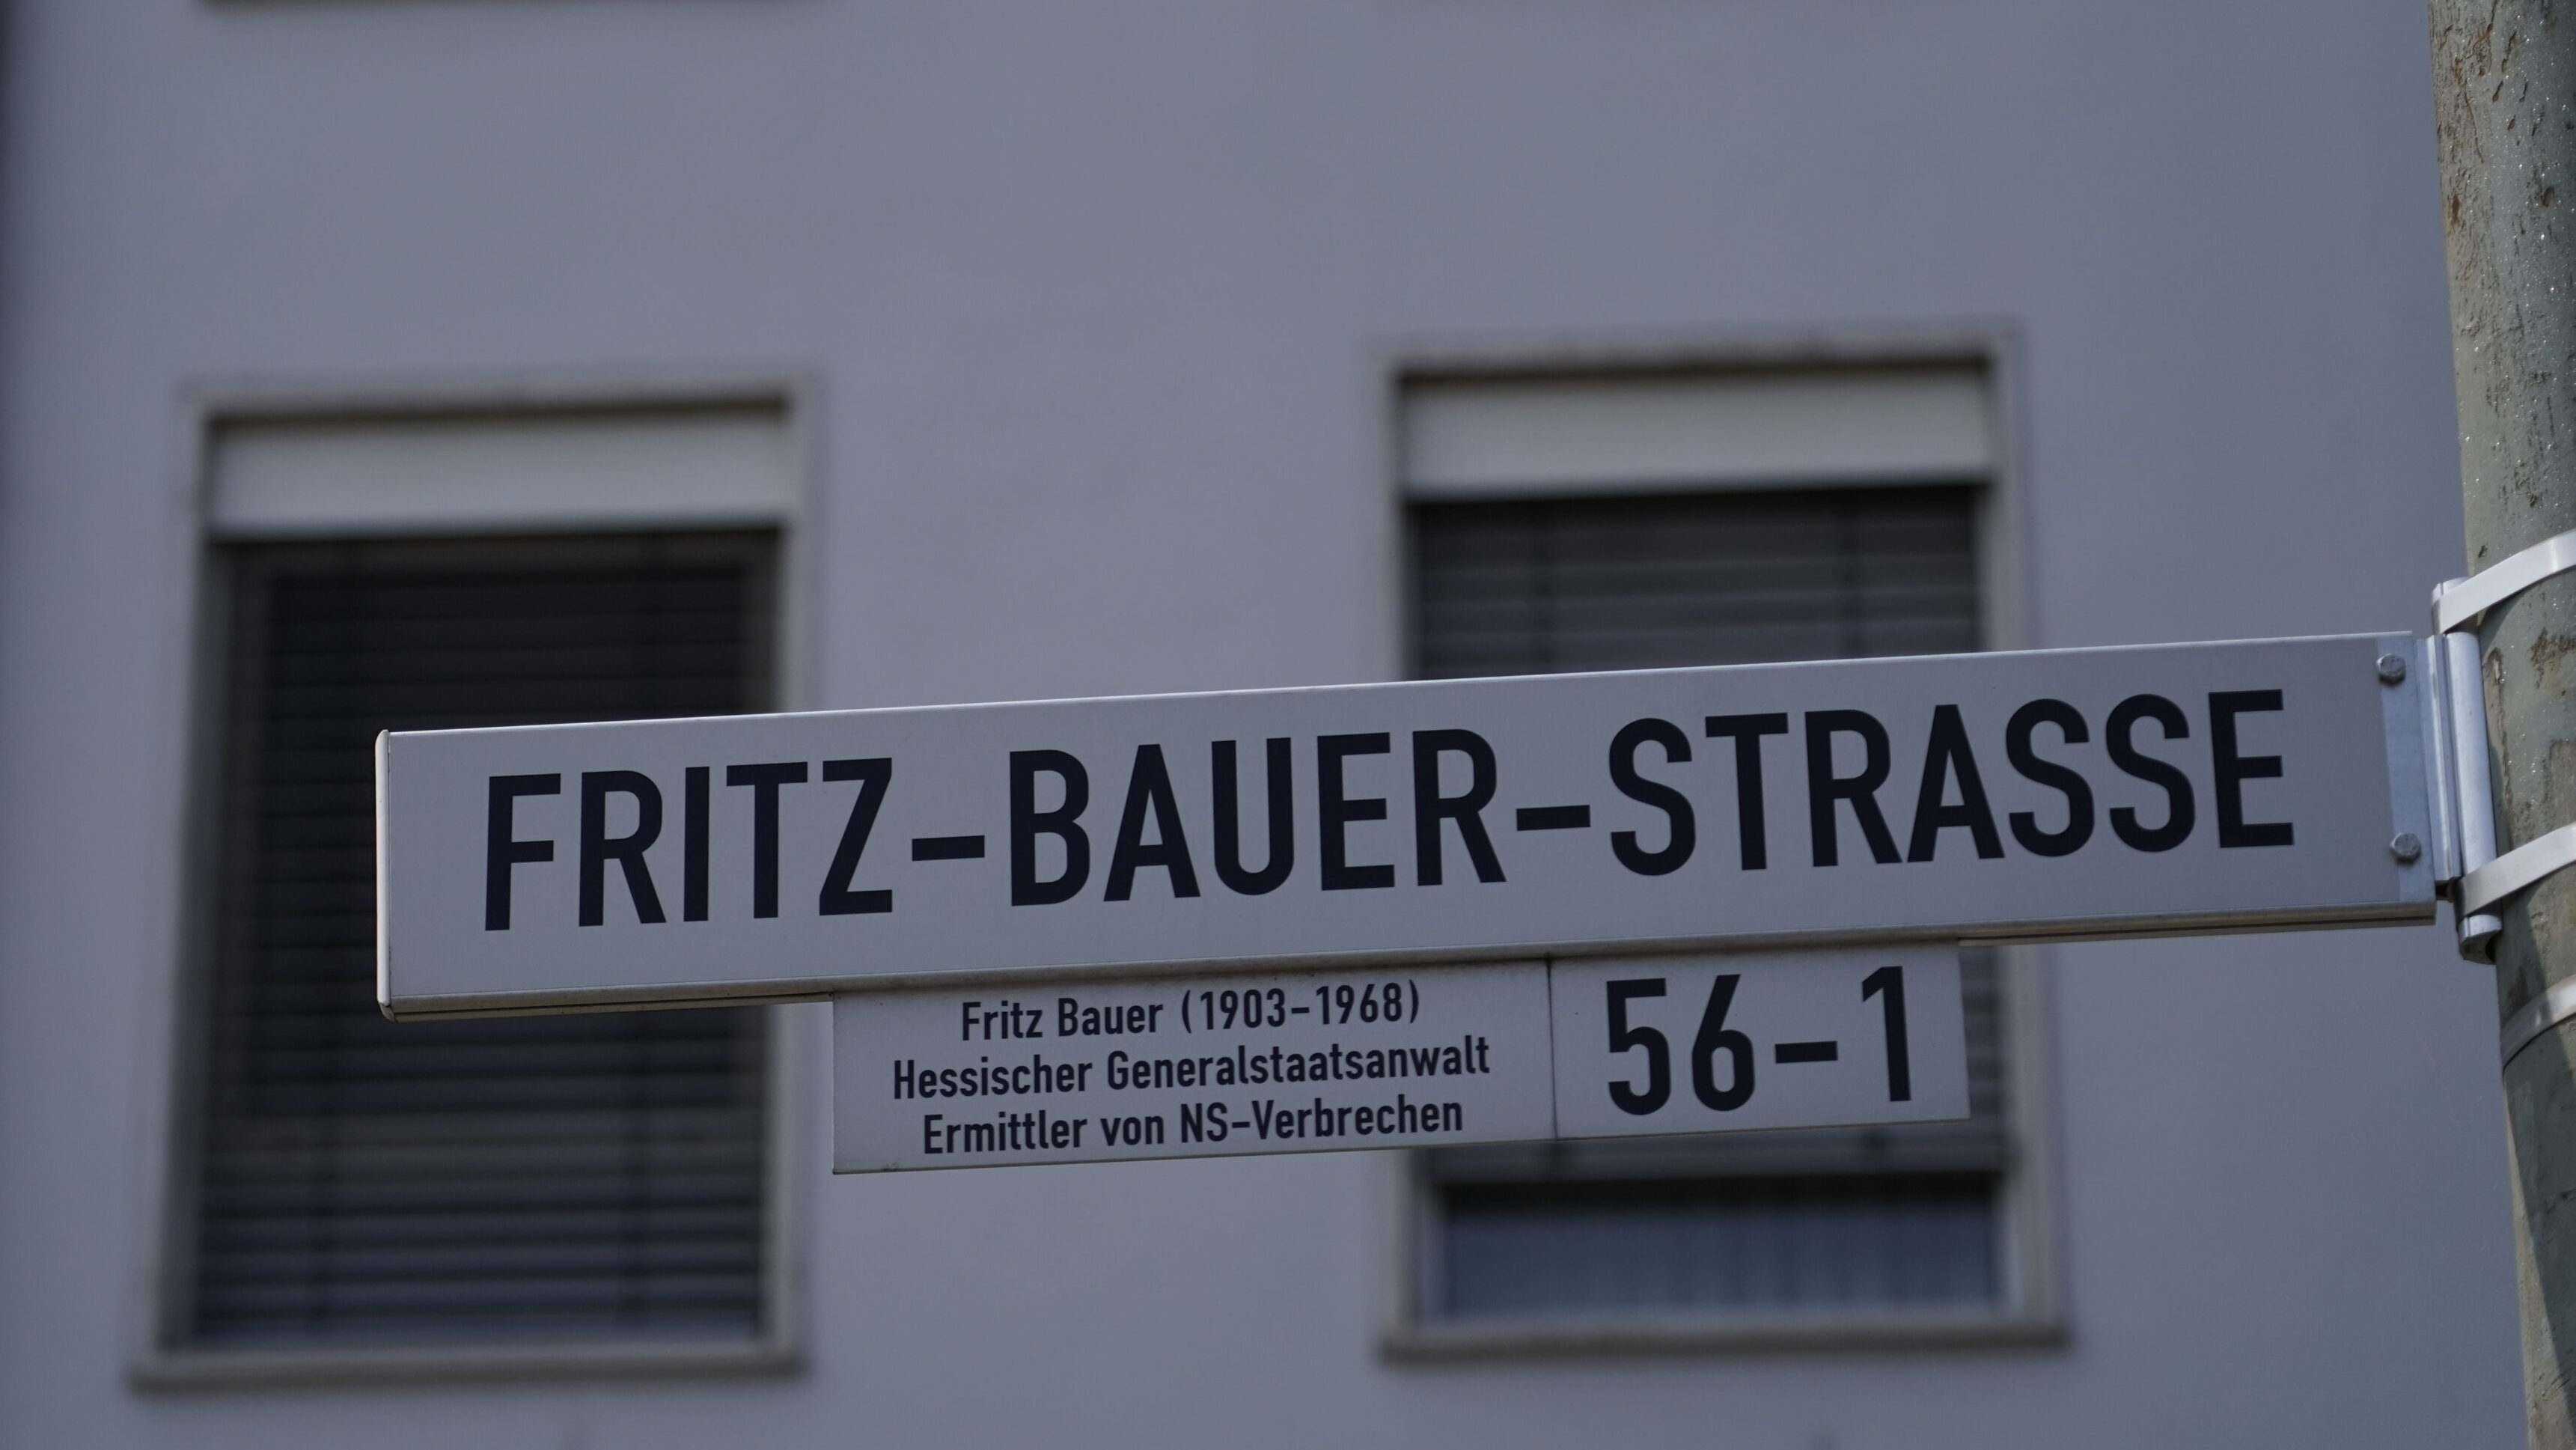 FRITZ-BAUER-STRASSE
Fritz Bauer (1903-1968)
Hessischer Generalstaatsanwalt
Ermittler von NS-Verbrechen
56-1